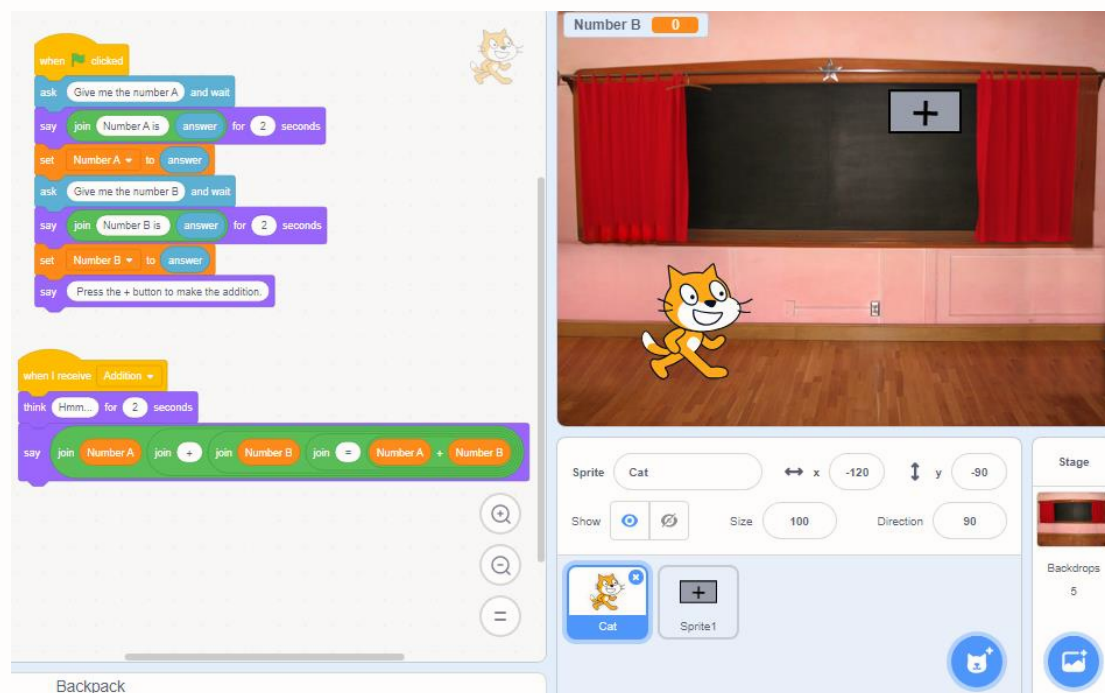 when clicked
ask Give me the number A and wait
say join Number A is answer for 2 seconds
set Number A to answer
ask Give me the number B and wait
say join Number B is answer for 2 seconds
set Number B to answer
say Press the + button to make the addition.
when I receive Addition
think Hmm... for 2 seconds
say join Number A join + join Number B join = Number A + Number B
=
Backpack
Number B 0
+
Sprite Cat x -120 y -90
Show Size 100 Direction 90
+
Cat Sprite1
Stage
Backdrops
5